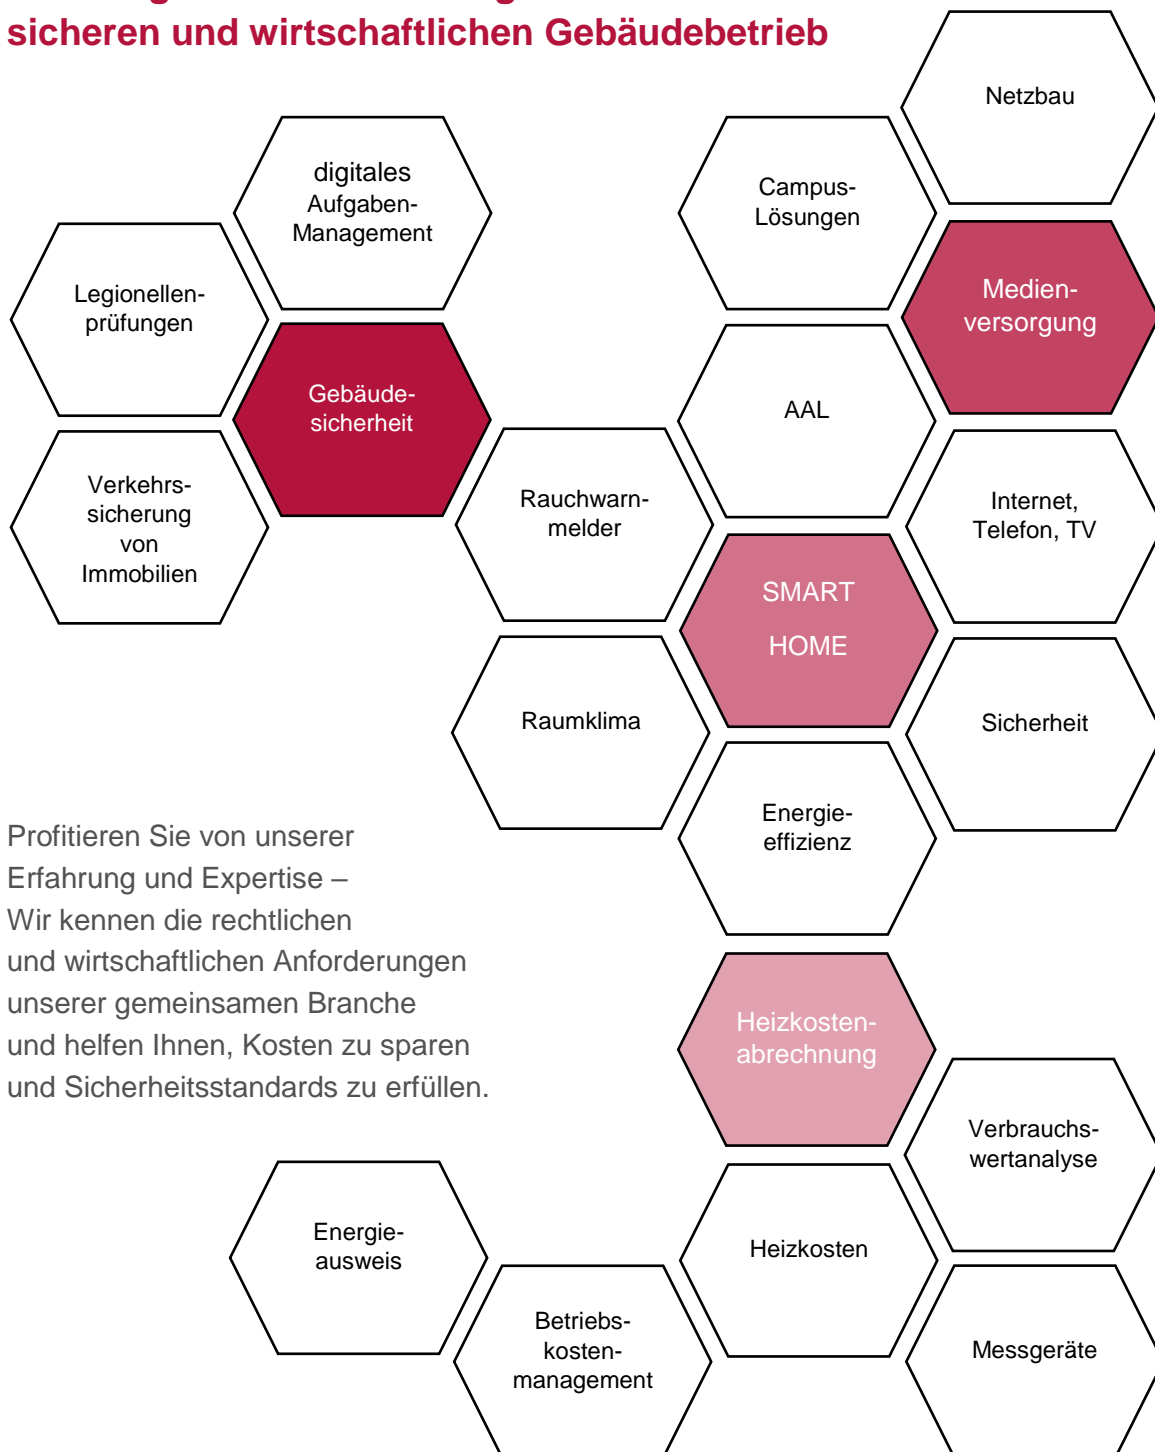 sicheren und wirtschaftlichen Gebäudebetrieb
Netzbau
digitales
Aufgaben-
Management
Campus-
Lösungen
Legionellen-
prüfungen
Medien-
versorgung
Gebäude-
sicherheit
AAL
Verkehrs-
sicherung
von
Immobilien
Rauchwarn-
melder
Internet,
Telefon, TV
SMART
HOME
Raumklima
Sicherheit
Energie-
effizienz
Profitieren Sie von unserer
Erfahrung und Expertise –
Wir kennen die rechtlichen
und wirtschaftlichen Anforderungen
unserer gemeinsamen Branche
und helfen Ihnen, Kosten zu sparen
und Sicherheitsstandards zu erfüllen.
Heizkosten-
abrechnung
Verbrauchs-
wertanalyse
Energie-
ausweis
Heizkosten
Betriebs-
kosten-
management
Messgeräte